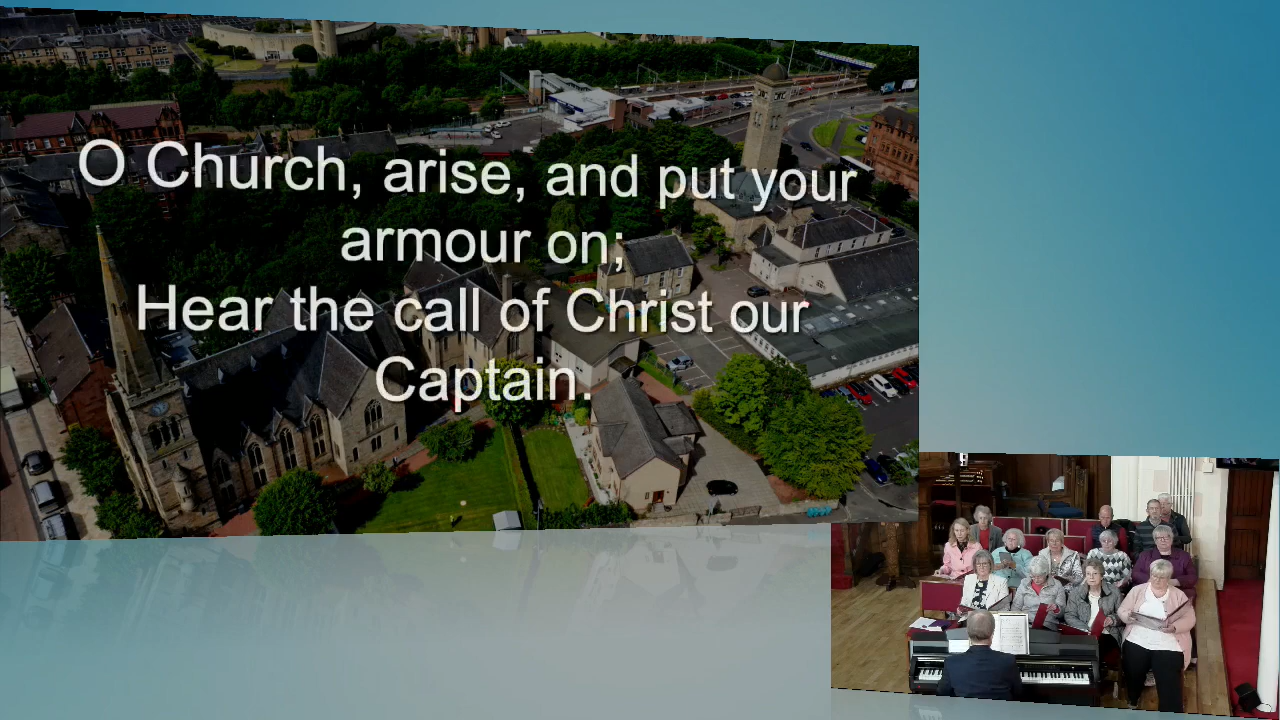 O Church, arise, and put your
armour on;
Hear the call of Christ our
Captain.